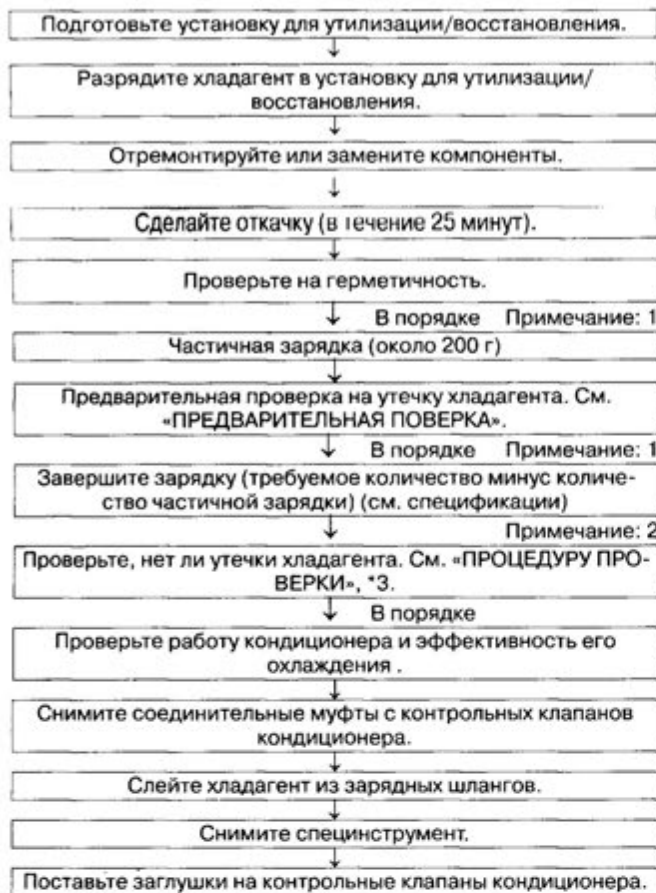 Подготовьте установку для утилизации/восстановления.
Разрядите хладагент в установку для утилизации/
восстановления.
Отремонтируйте или замените компоненты.
Сделайте откачку (в течение 25 минут).
Проверьте на герметичность.
В порядке Примечание: 1
Частичная зарядка (около 200 г)
Предварительная проверка на утечку хладагента. См.
«ПРЕДВАРИТЕЛЬНАЯ ПОВЕРКА».
В порядке Примечание: 1
Завершите зарядку (требуемое количество минус количе-
ство частичной зарядки) (см. спецификации)
Примечание: 2
Проверьте, нет ли утечки хладагента. См. «ПРОЦЕДУРУ ПРО-
ВЕРКИ», *3.
В порядке
Проверьте работу кондиционера и эффективность его
охлаждения .
Снимите соединительные муфты с контрольных клапанов
кондиционера.
Слейте хладагент из зарядных шлангов.
Снимите специнструмент.
Поставьте заглушки на контрольные клапаны кондиционера.